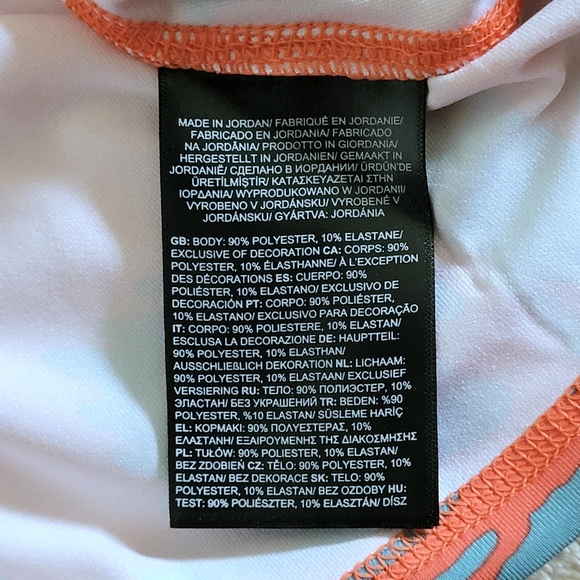 MADE IN JORDAN/ FABRIQUÉ EN JORDANIE/
FABRICADO EN JORDANIA/ FABRICADO
NA JORDÂNIA/ PRODOTTO IN GIORDANIA/
HERGESTELLT IN JORDANIEN/ GEMAAKT IN
JORDANIË/ СДЕЛАНО В ИОРДАНИИ/ ÜRDÜN'DE
ÜRETİLMİŞTİR/ ΚΑΤΑΣΚΕΥΑΖΕΤΑΙ ΣΤΗΝ
ΙΟΡΔΑΝΙΑ/ WYPRODUKOWANO W JORDANII/
VYROBENO V JORDÁNSKU/ VYROBENÉ V
JORDÁNSKU/ GYÁRTVA: JORDÁNIA
GB: BODY: 90% POLYESTER, 10% ELASTANE/
EXCLUSIVE OF DECORATION CA: CORPS: 90%
POLYESTER, 10% ÉLASTHANNE/ À L'EXCEPTION
DES DÉCORATIONS ES: CUERPO: 90%
POLIÉSTER, 10% ELASTANO/ EXCLUSIVO DE
DECORACIÓN PT: CORPO: 90% POLIÉSTER,
10% ELASTANO/ EXCLUSIVO PARA DECORAÇÃO
IT: CORPO: 90% POLIESTERE, 10% ELASTAN/
ESCLUSA LA DECORAZIONE DE: HAUPTTEIL:
90% POLYESTER, 10% ELASTHAN/
AUSSCHLIEßLICH DEKORATION NL: LICHAAM:
90% POLYESTER, 10% ELASTAAN/ EXCLUSIEF
VERSIERING RU: ТЕЛО: 90% ПОЛИЭСТЕР, 10%
ЭЛАСТАН/ БЕЗ УКРАШЕНИЙ TR: BEDEN: %90
POLYESTER, %10 ELASTAN/ SÜSLEME HARİÇ
EL: ΚΟΡΜΑΚΙ: 90% ΠΟΛΥΕΣΤΕΡΑΣ, 10%
ΕΛΑΣΤΑΝΗ/ ΕΞΑΙΡΟΥΜΕΝΗΣ ΤΗΣ ΔΙΑΚΟΣΜΗΣΗΣ
PL: TUŁÓW: 90% POLIESTER, 10% ELASTAN/
BEZ ZDOBIEŃ CZ: TĚLO: 90% POLYESTER, 10%
ELASTAN/ BEZ DEKORACE SK: TELO: 90%
POLYESTER, 10% ELASTAN/ BEZ OZDOBY HU:
TEST: 90% POLIÉSZTER, 10% ELASZTÁN/ DÍSZ